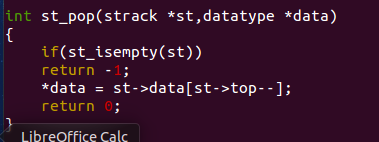 int st_pop(strack *st,datatype *data)
{
    if(st_isempty(st))
    return -1;
    *data = st->data[st->top--];
    return 0;
}
LibreOffice Calc